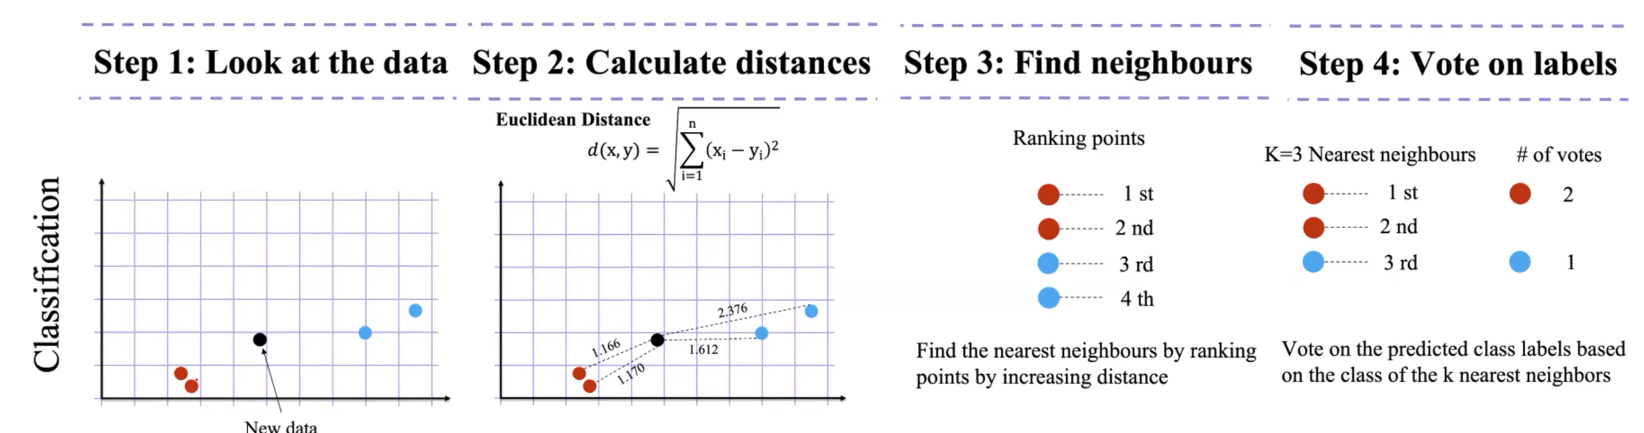 Step 1: Look at the data
Step 2: Calculate distances
Step 3: Find neighbours
Step 4: Vote on labels
Classification
New data
Euclidean Distance
d(x,y) = √∑ⁿᵢ₌₁(xᵢ − yᵢ)²
2.376
1.166
1.612
1.170
Ranking points
1 st
2 nd
3 rd
4 th
Find the nearest neighbours by ranking
points by increasing distance
K=3 Nearest neighbours
# of votes
1 st
2
2 nd
3 rd
1
Vote on the predicted class labels based
on the class of the k nearest neighbors